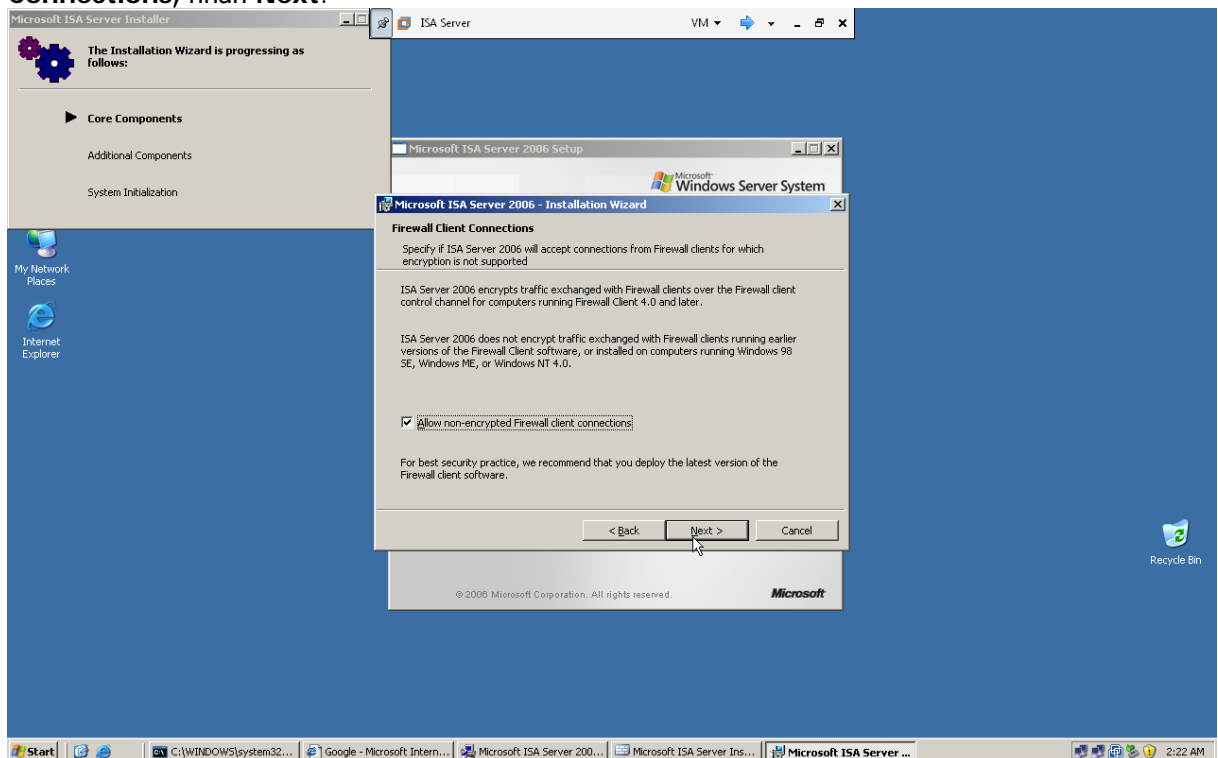 connections, nhấn Next.
Microsoft ISA Server Installer
ISA Server
VM
The Installation Wizard is progressing as
follows:
Core Components
Additional Components
System Initialization
My Network
Places
Internet
Explorer
Microsoft ISA Server 2006 Setup
Microsoft
Windows Server System
Microsoft ISA Server 2006 - Installation Wizard
Firewall Client Connections
Specify if ISA Server 2006 will accept connections from Firewall clients for which
encryption is not supported
ISA Server 2006 encrypts traffic exchanged with Firewall clients over the Firewall client
control channel for computers running Firewall Client 4.0 and later.
ISA Server 2006 does not encrypt traffic exchanged with Firewall clients running earlier
versions of the Firewall Client software, or installed on computers running Windows 98
SE, Windows ME, or Windows NT 4.0.
Allow non-encrypted Firewall client connections
For best security practice, we recommend that you deploy the latest version of the
Firewall client software.
< Back
Next >
Cancel
Recycle Bin
© 2006 Microsoft Corporation. All rights reserved.
Microsoft
Start
C:\WINDOWS\system32...
Google - Microsoft Intern...
Microsoft ISA Server 200...
Microsoft ISA Server Ins...
Microsoft ISA Server ...
2:22 AM